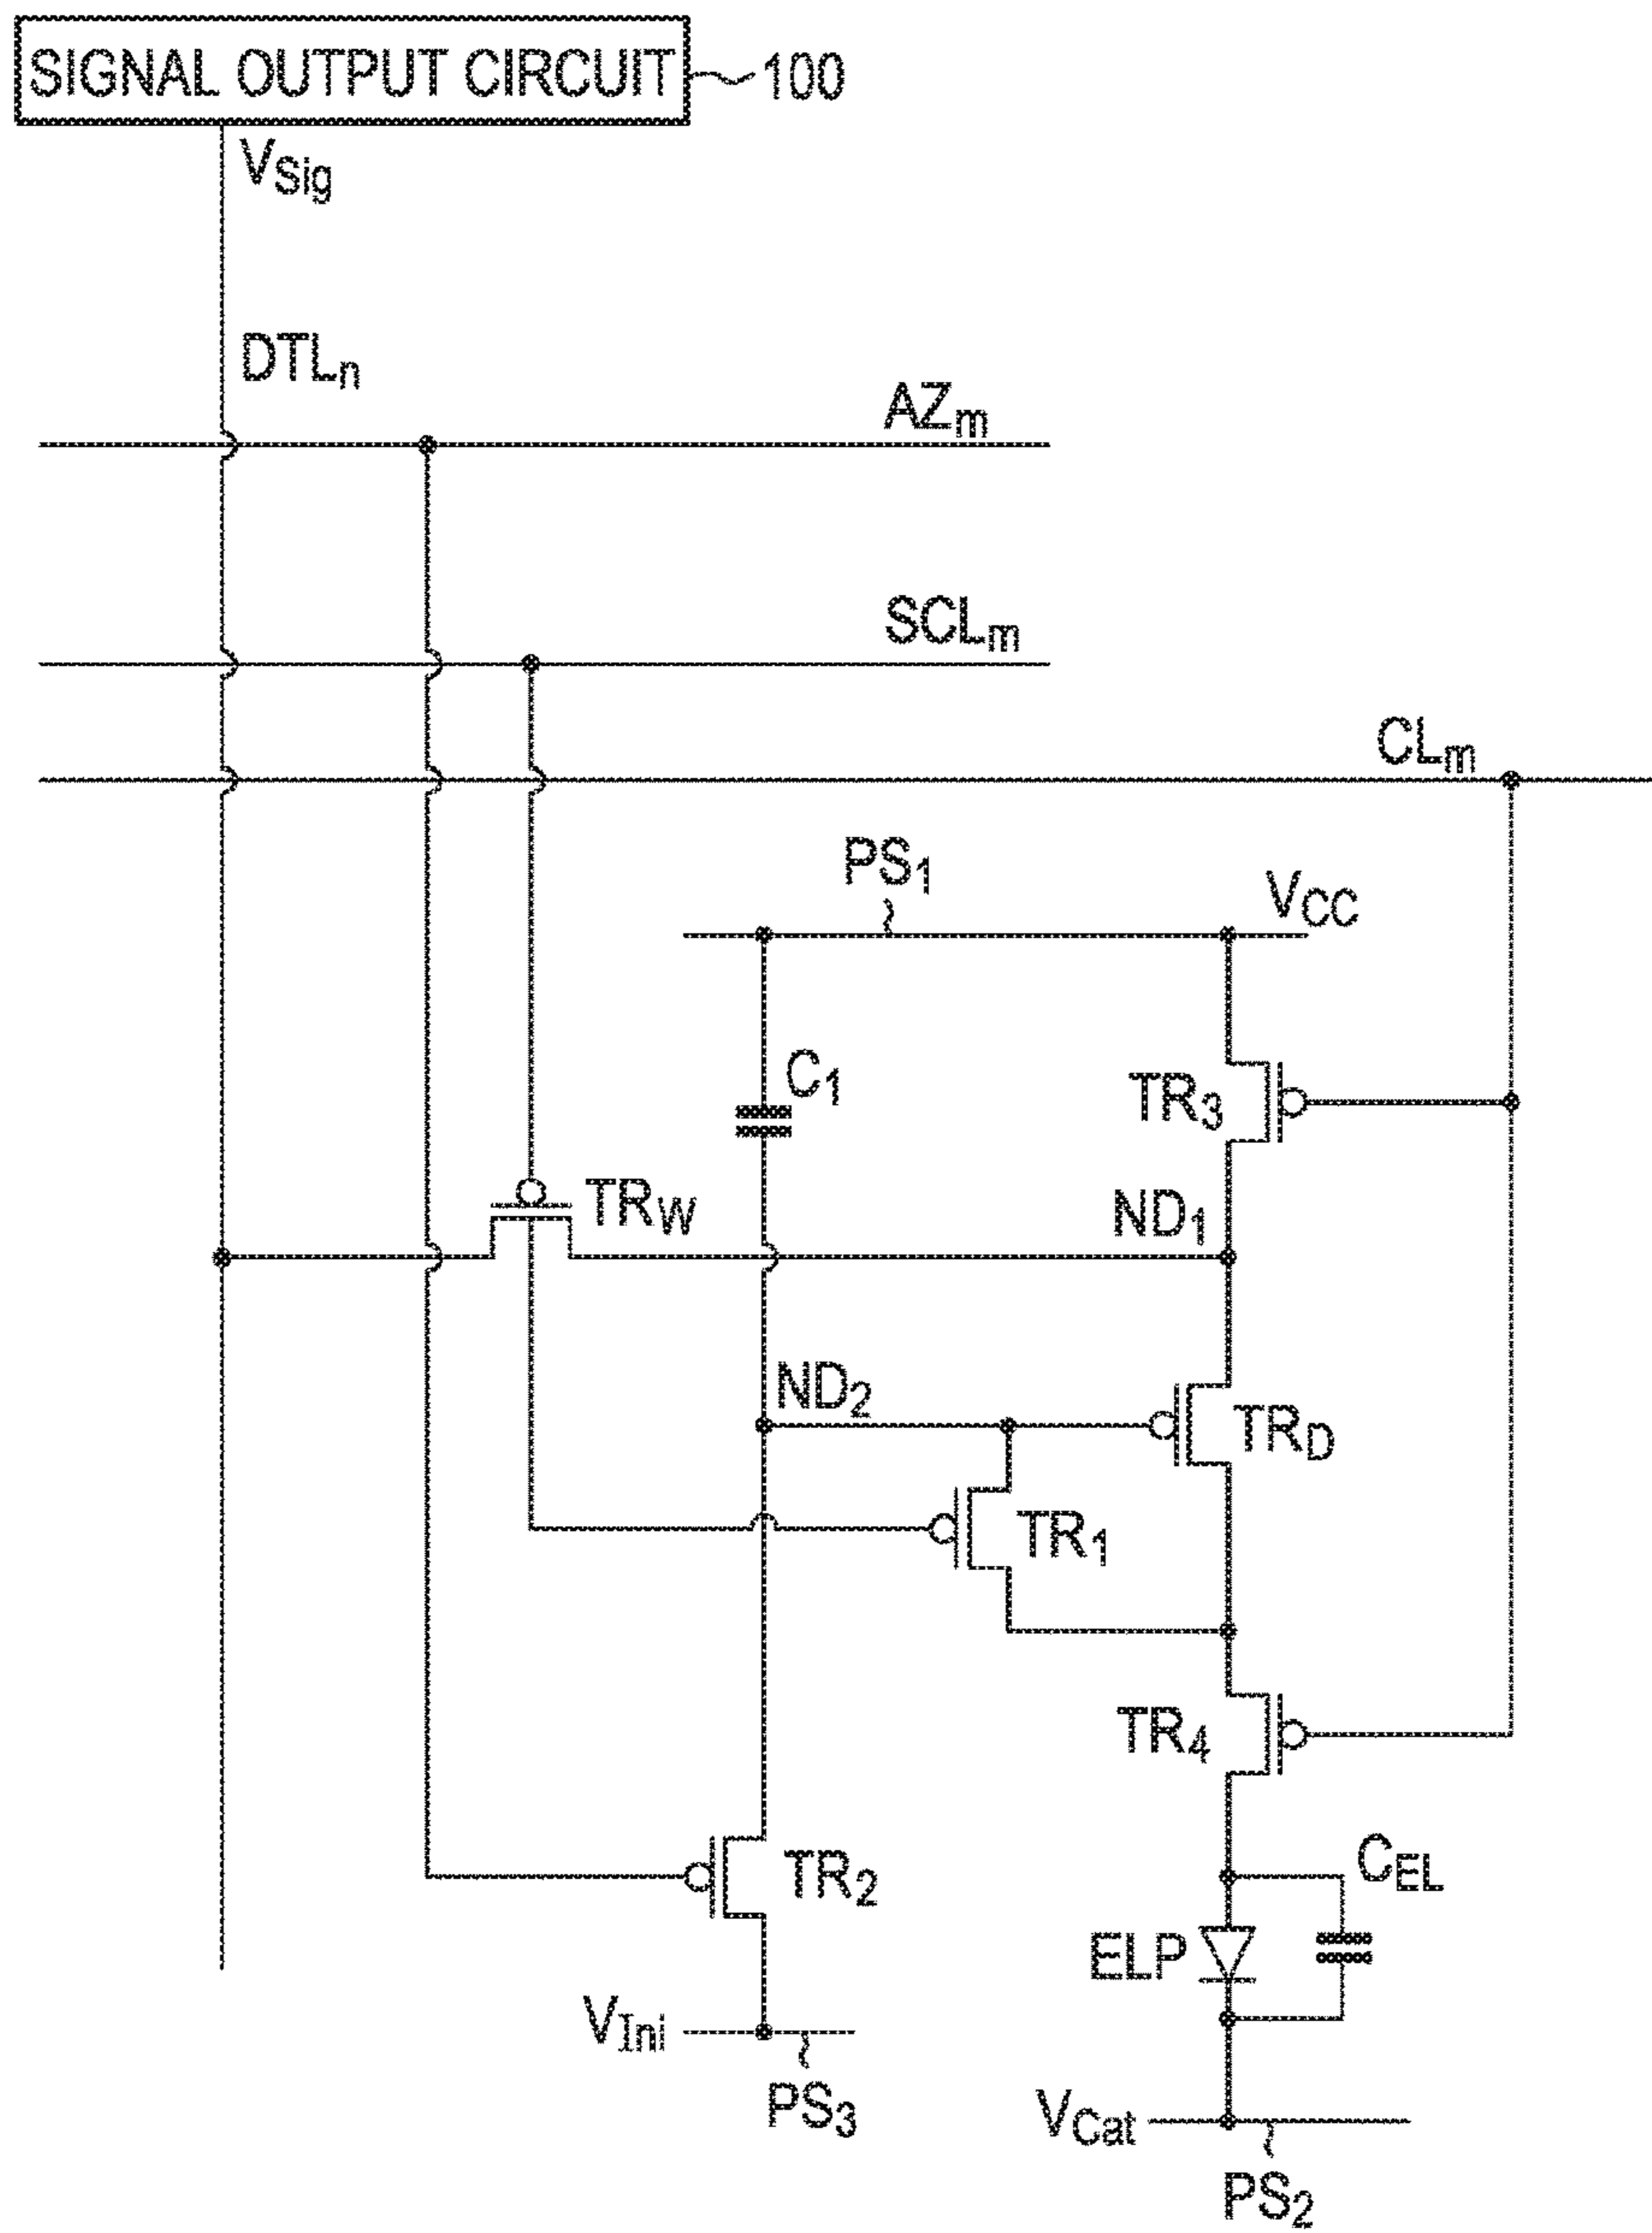 SIGNAL OUTPUT CIRCUIT 100
VSig
DTLn
AZm
SCLm
CLm
PS1
VCC
C1
TR3
TRW
ND1
ND2
TRD
TR1
TR4
TR2
CEL
ELP
VIni
PS3
VCat
PS2